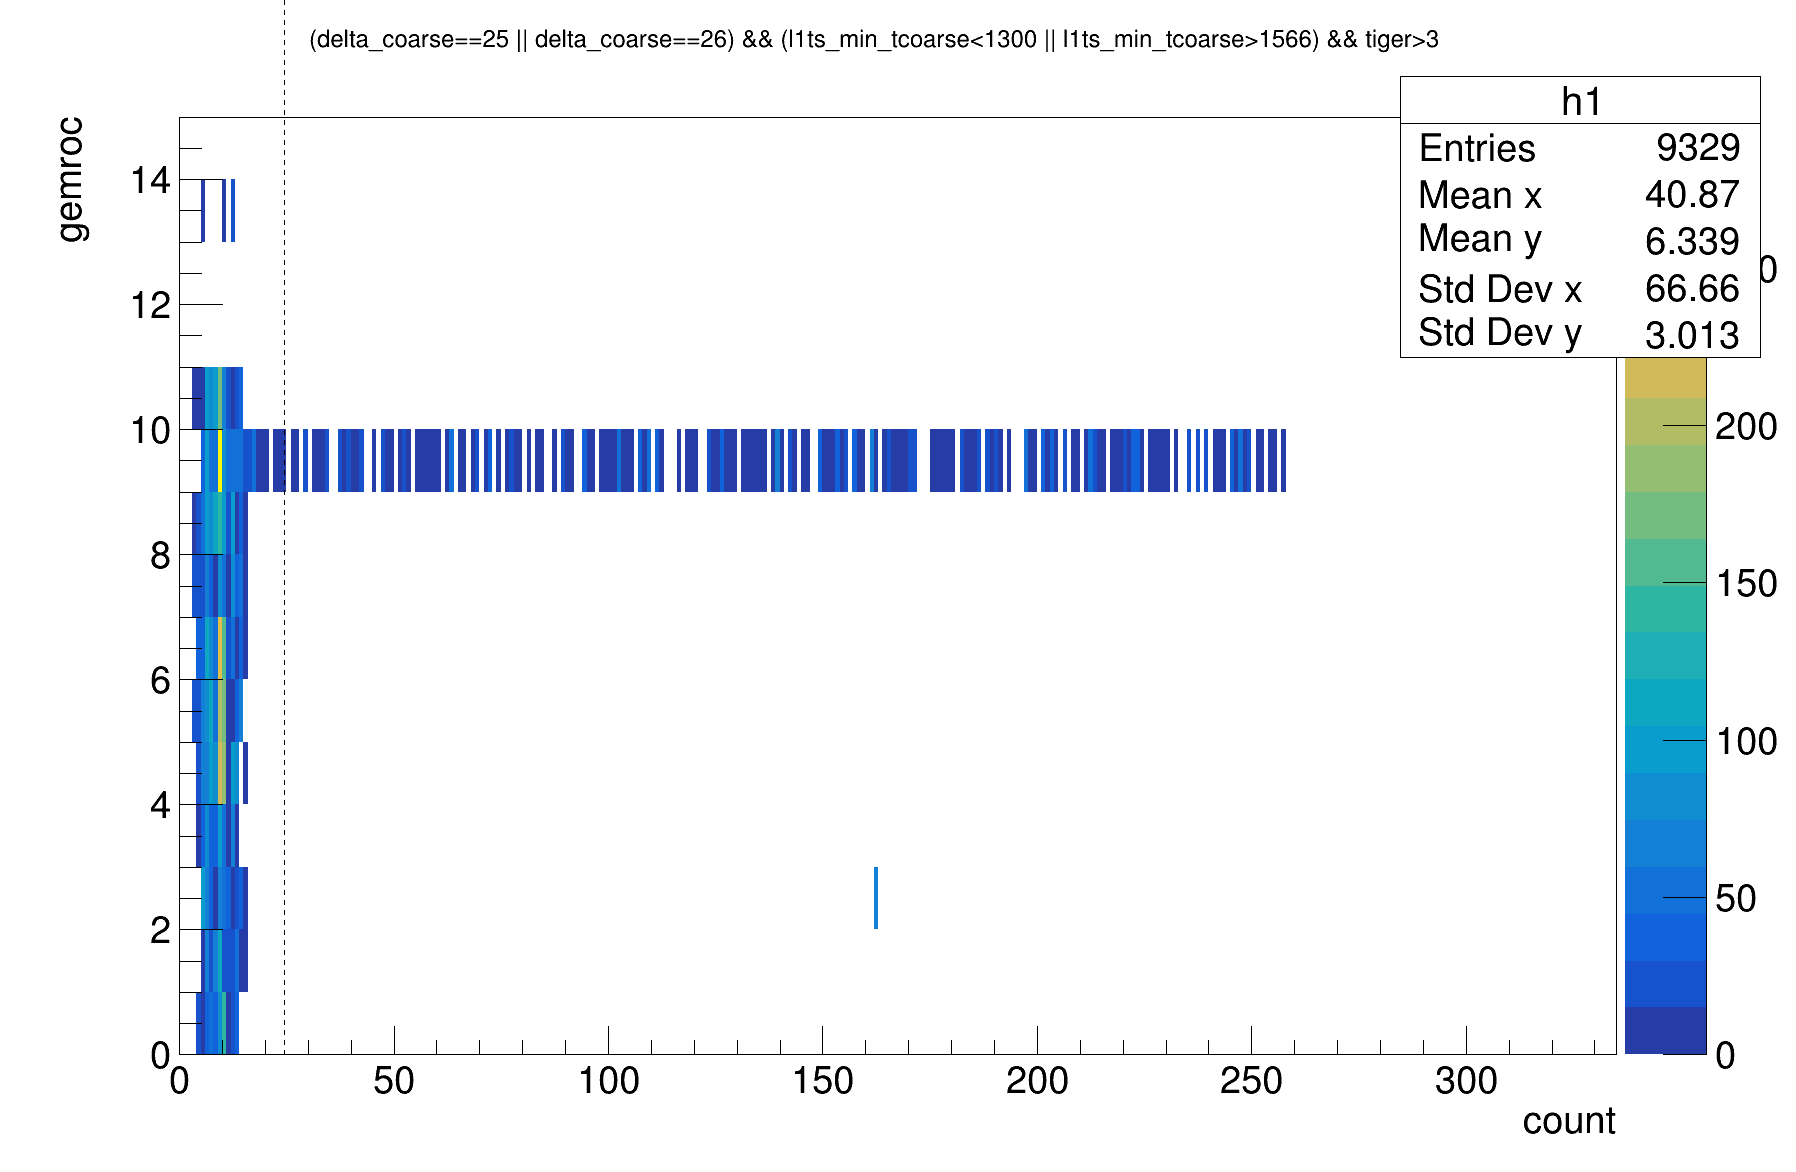 (delta_coarse==25 || delta_coarse==26) && (l1ts_min_tcoarse<1300 || l1ts_min_tcoarse>1566) && tiger>3
h1
Entries 9329
Mean x 40.87
Mean y 6.339
Std Dev x 66.66
Std Dev y 3.013
gemroc
14
12
10
8
6
4
2
0
0 50 100 150 200 250 300
count
0
200
150
100
50
0